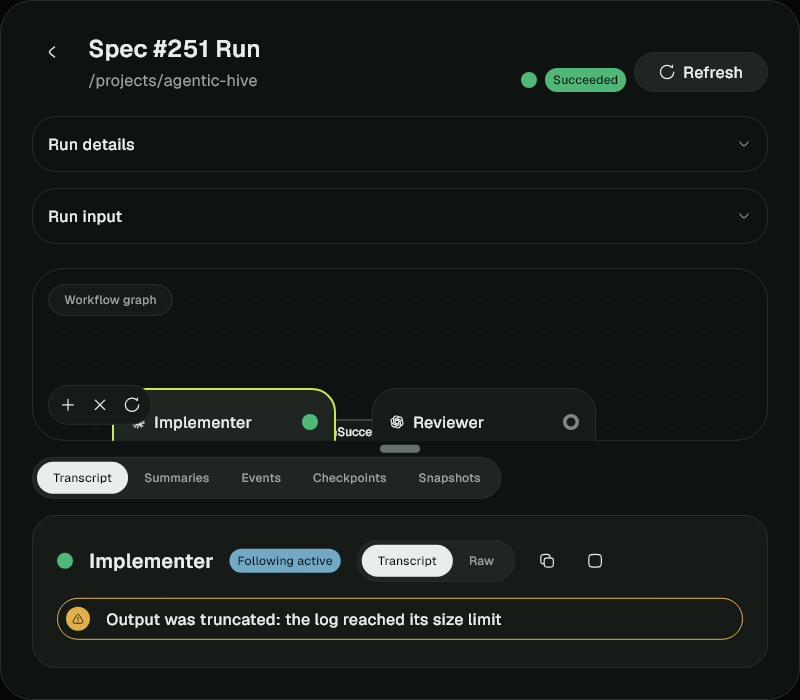 Spec #251 Run
/projects/agentic-hive
Succeeded
Refresh
Run details
Run input
Workflow graph
Implementer
Succe
Reviewer
Transcript
Summaries
Events
Checkpoints
Snapshots
Implementer
Following active
Transcript
Raw
Output was truncated: the log reached its size limit